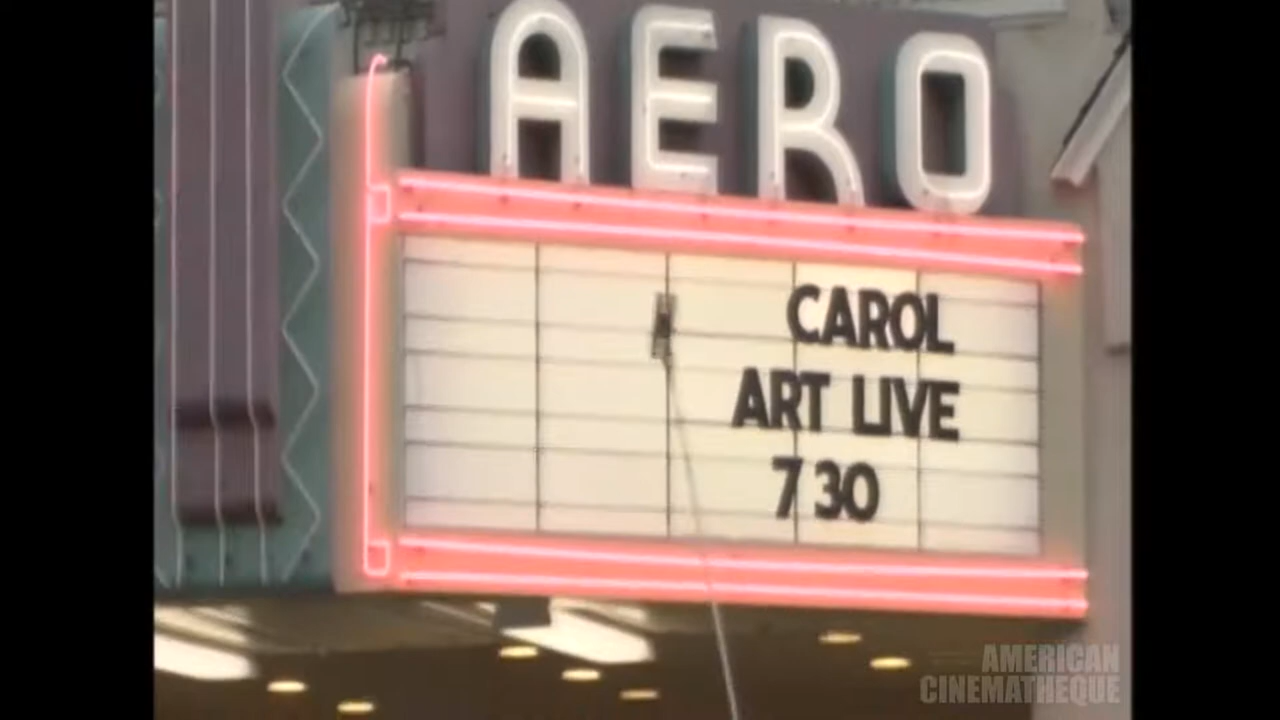 AERO
CAROL
ART LIVE
7 30
AMERICAN
CINEMATHEQUE